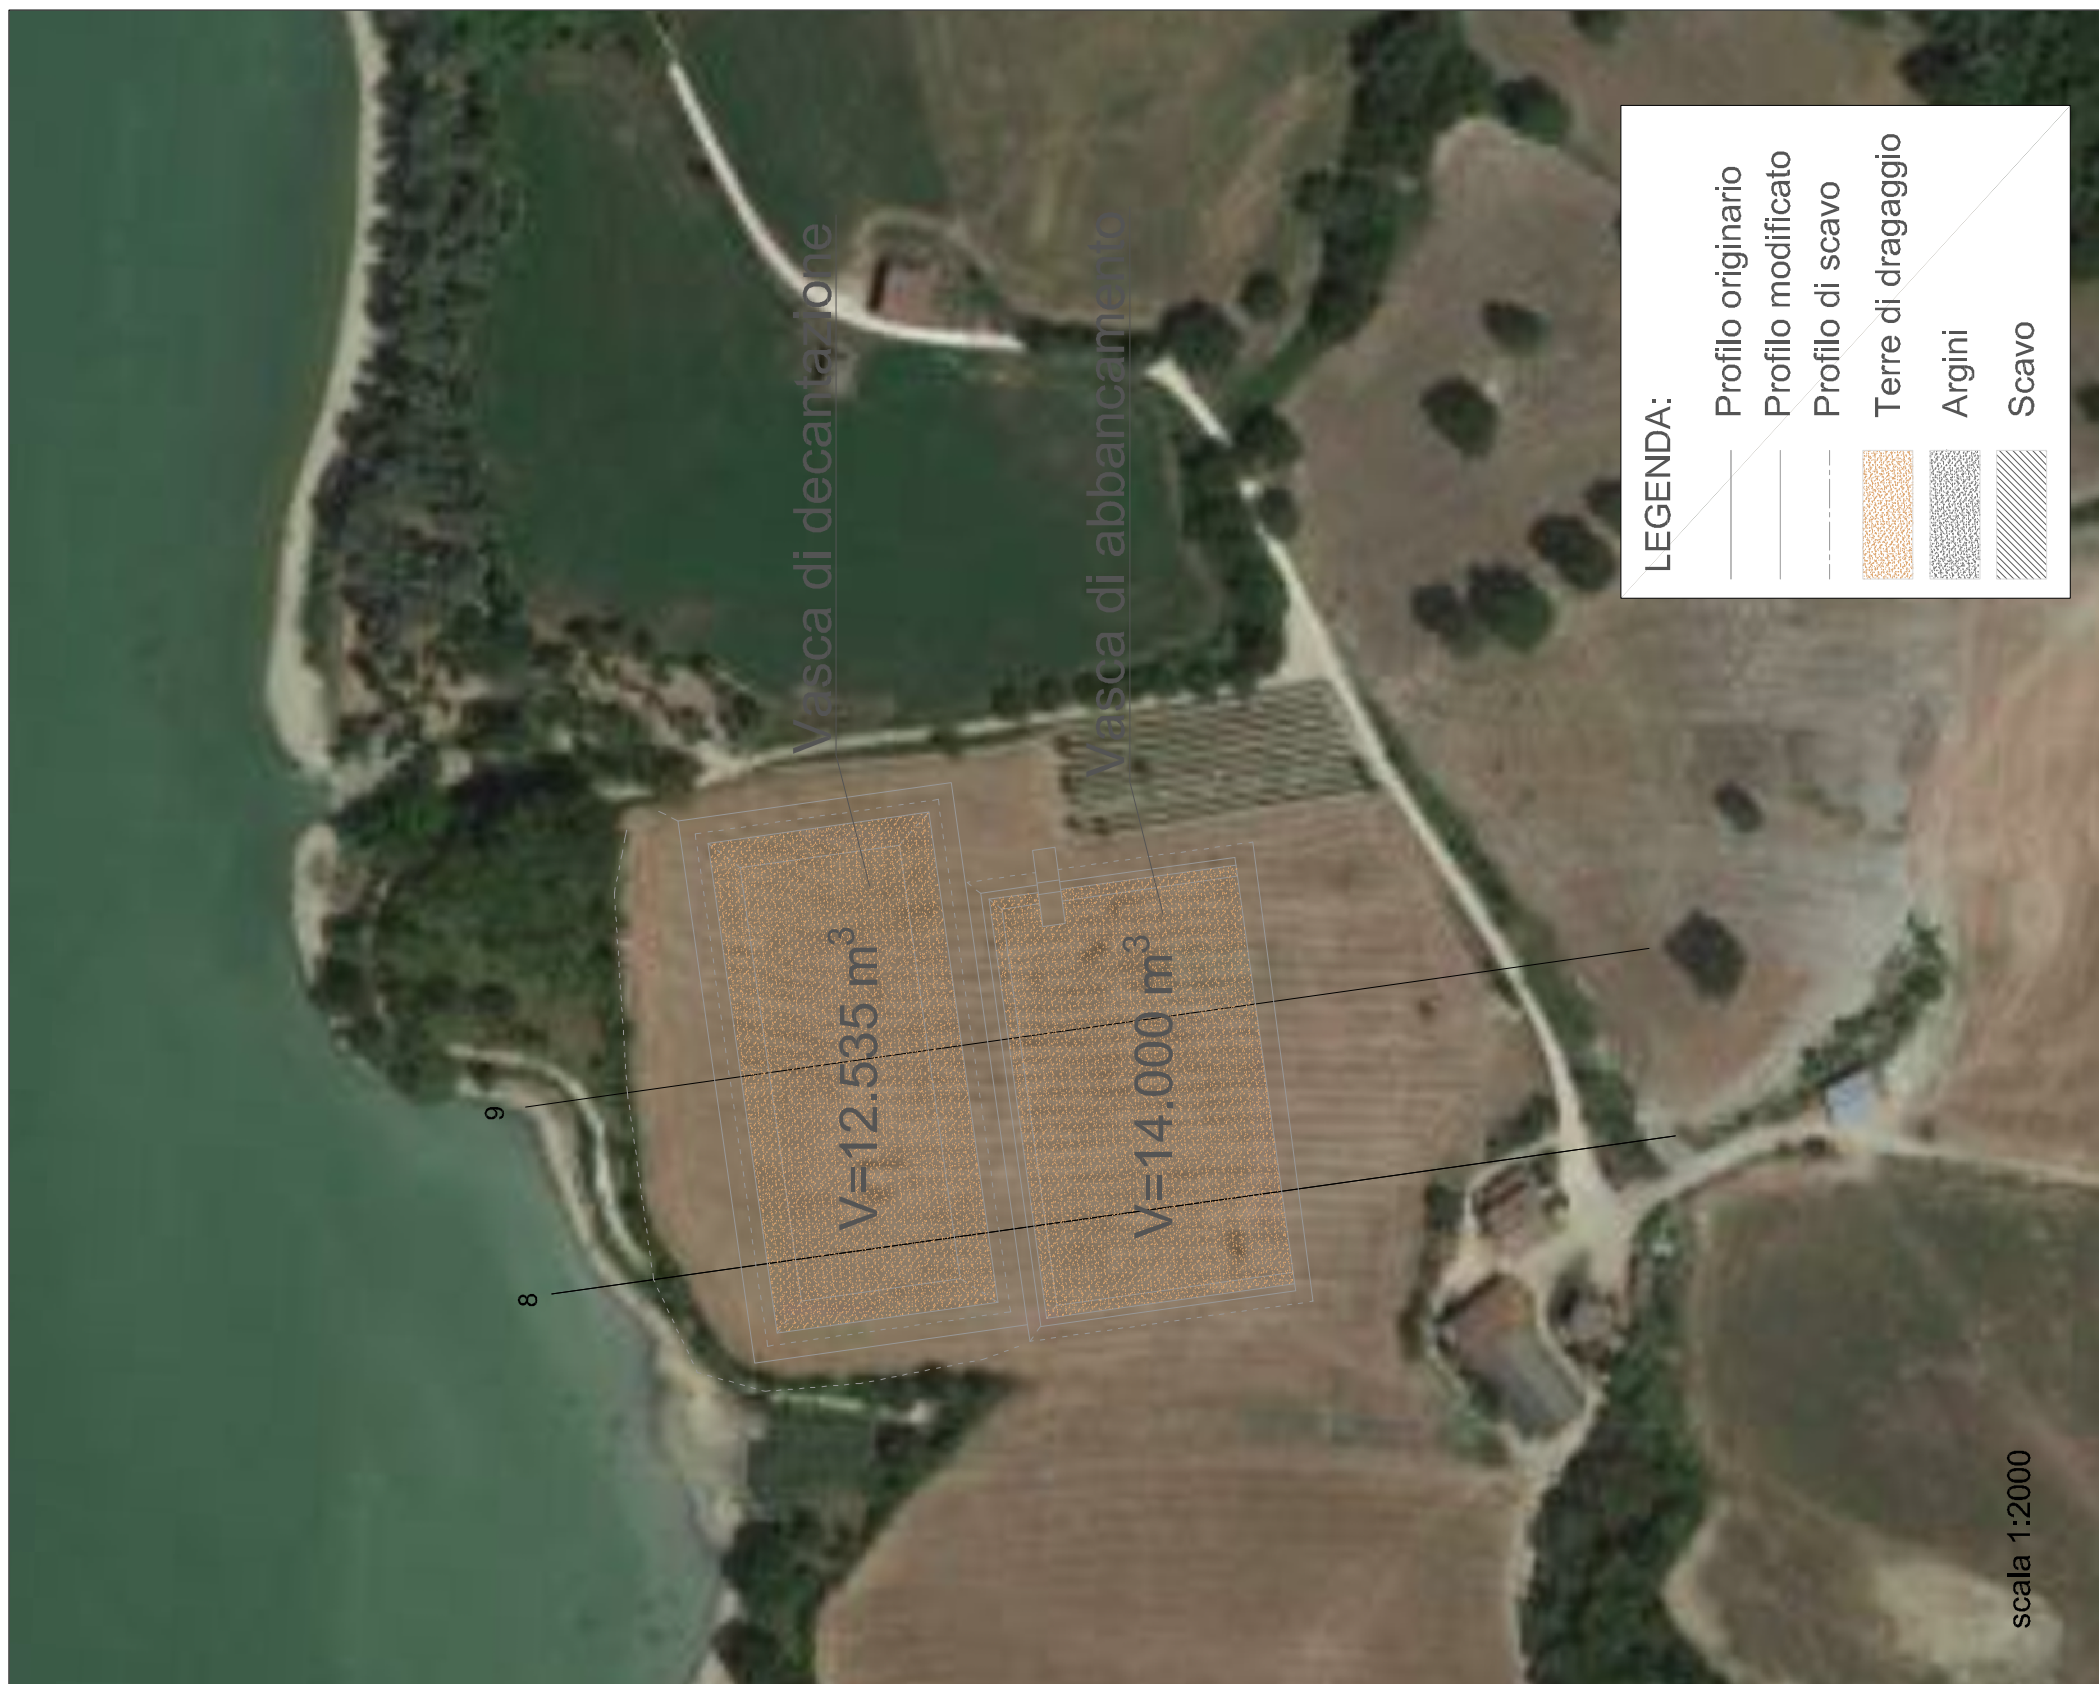 Vasca di decantazione
Vasca di abbancamento
V=12.535 m³
V=14.000 m³
9
8
LEGENDA:
Profilo originario
Profilo modificato
Profilo di scavo
Terre di dragaggio
Argini
Scavo
scala 1:2000